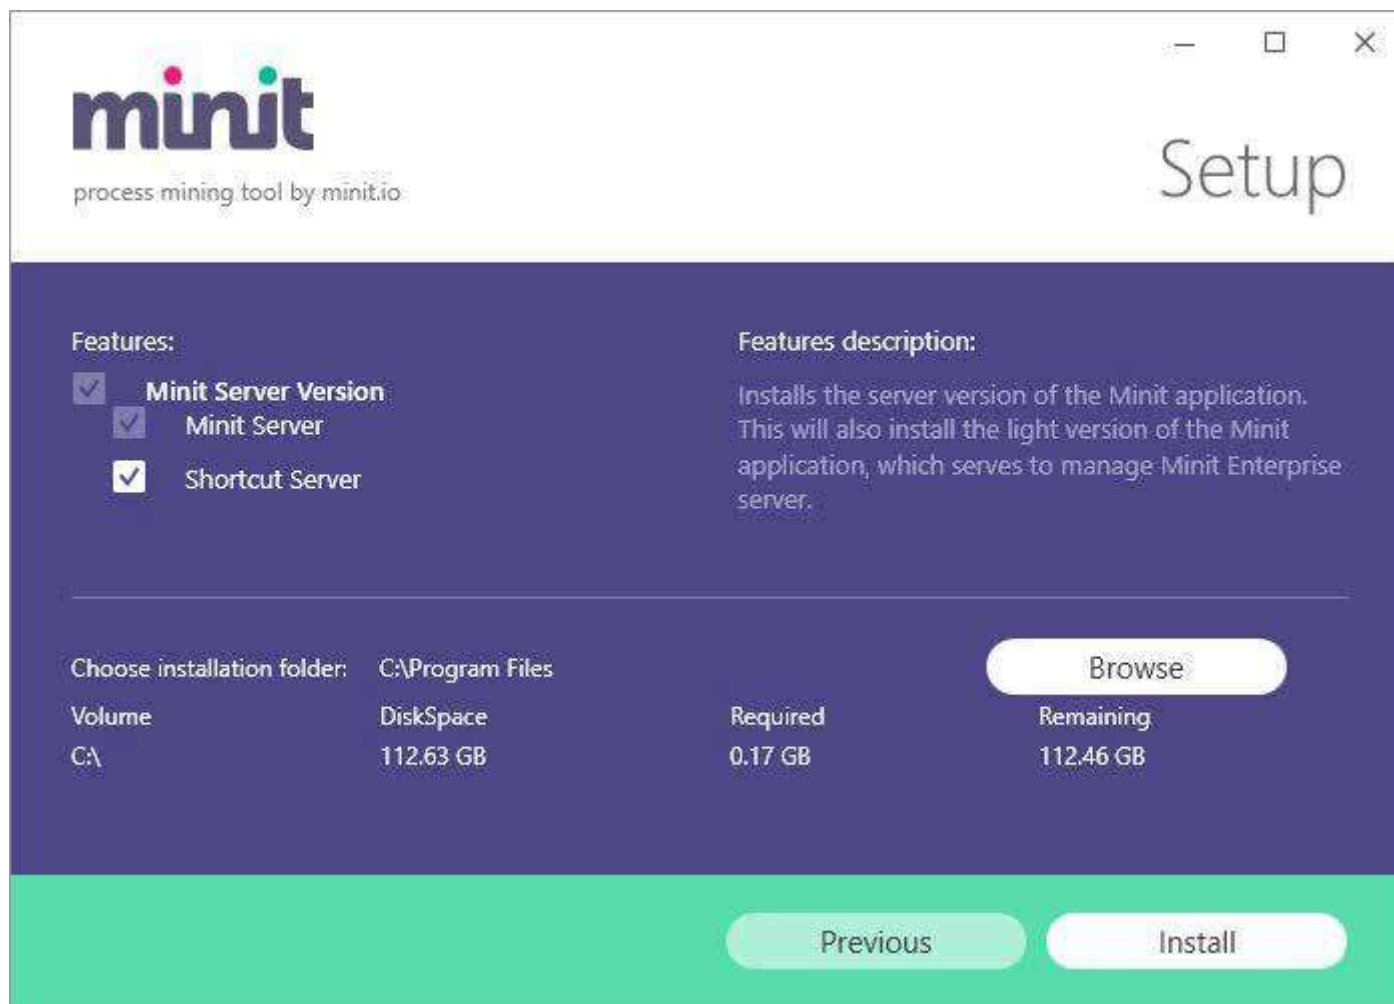 minit
process mining tool by minit.io
Setup
Features:
Minit Server Version
Minit Server
Shortcut Server
Features description:
Installs the server version of the Minit application.
This will also install the light version of the Minit
application, which serves to manage Minit Enterprise
server.
Choose installation folder: C:\Program Files Browse
Volume DiskSpace Required Remaining
C:\ 112.63 GB 0.17 GB 112.46 GB
Previous Install